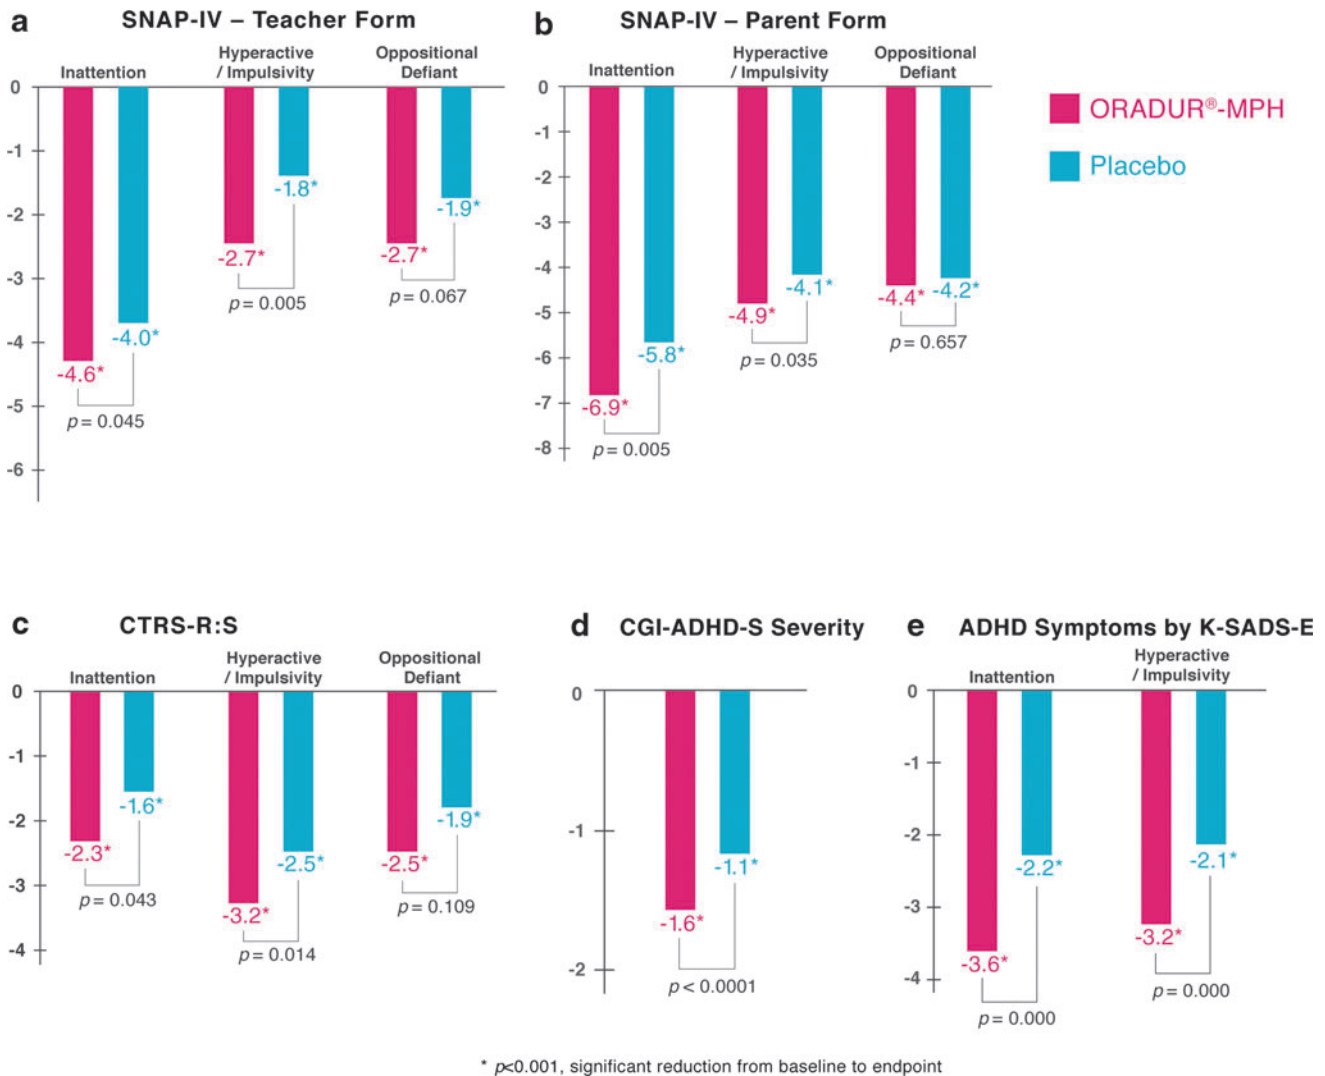 a SNAP-IV – Teacher Form
Inattention
Hyperactive
/ Impulsivity
Oppositional
Defiant
0
-1
-2
-3
-4
-5
-6
-4.6*
-4.0*
p = 0.045
-2.7*
-1.8*
p = 0.005
-2.7*
-1.9*
p = 0.067
b SNAP-IV – Parent Form
Inattention
Hyperactive
/ Impulsivity
Oppositional
Defiant
0
-1
-2
-3
-4
-5
-6
-7
-8
-6.9*
-5.8*
p = 0.005
-4.9*
-4.1*
p = 0.035
-4.4*
-4.2*
p = 0.657
ORADUR®-MPH
Placebo
c CTRS-R:S
Inattention
Hyperactive
/ Impulsivity
Oppositional
Defiant
0
-1
-2
-3
-4
-2.3*
-1.6*
p = 0.043
-3.2*
-2.5*
p = 0.014
-2.5*
-1.9*
p = 0.109
d CGI-ADHD-S Severity
0
-1
-2
-1.6*
-1.1*
p < 0.0001
e ADHD Symptoms by K-SADS-E
Inattention
Hyperactive
/ Impulsivity
0
-1
-2
-3
-4
-3.6*
-2.2*
p = 0.000
-3.2*
-2.1*
p = 0.000
* p<0.001, significant reduction from baseline to endpoint